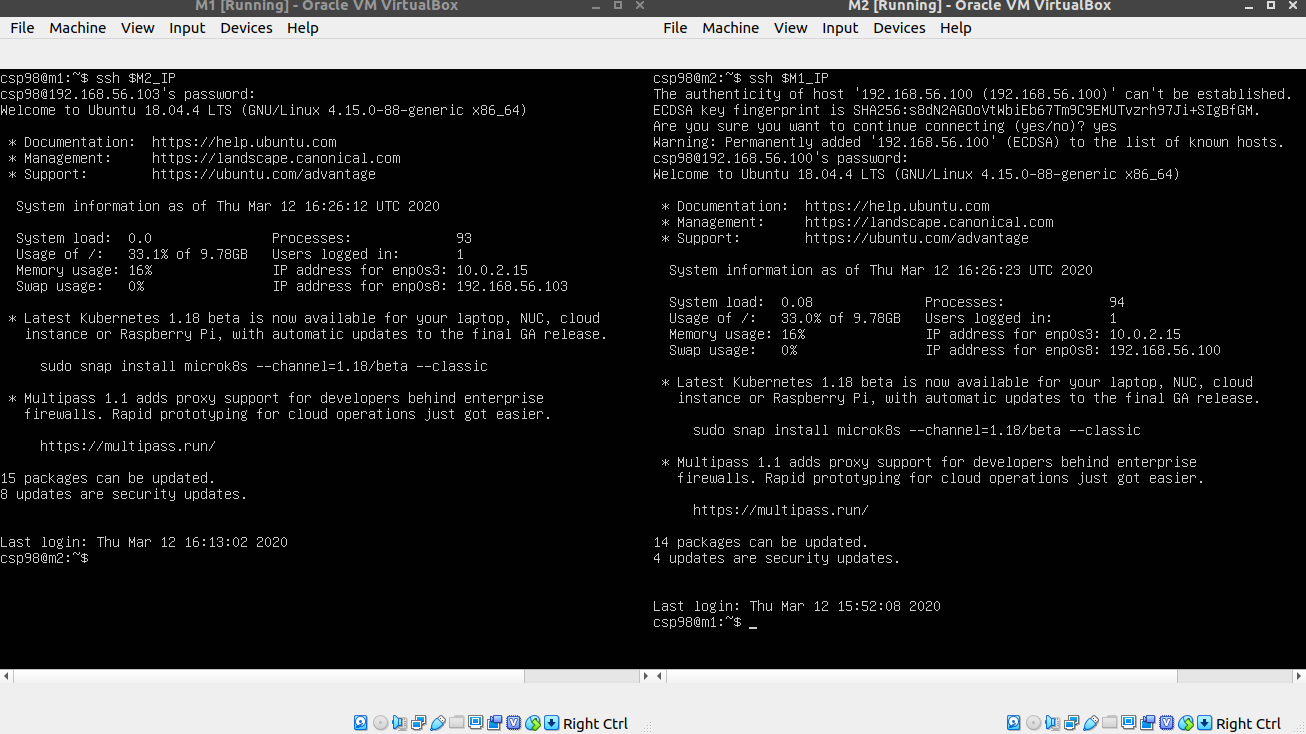 M1 [Running] - Oracle VM VirtualBox
File Machine View Input Devices Help
csp98@m1:~$ ssh $M2_IP
csp98@192.168.56.103's password:
Welcome to Ubuntu 18.04.4 LTS (GNU/Linux 4.15.0-88-generic x86_64)
* Documentation: https://help.ubuntu.com
* Management: https://landscape.canonical.com
* Support: https://ubuntu.com/advantage
System information as of Thu Mar 12 16:26:12 UTC 2020
System load: 0.0 Processes: 93
Usage of /: 33.1% of 9.78GB Users logged in: 1
Memory usage: 16% IP address for enp0s3: 10.0.2.15
Swap usage: 0% IP address for enp0s8: 192.168.56.103
* Latest Kubernetes 1.18 beta is now available for your laptop, NUC, cloud
instance or Raspberry Pi, with automatic updates to the final GA release.
sudo snap install microk8s --channel=1.18/beta --classic
* Multipass 1.1 adds proxy support for developers behind enterprise
firewalls. Rapid prototyping for cloud operations just got easier.
https://multipass.run/
15 packages can be updated.
8 updates are security updates.
Last login: Thu Mar 12 16:13:02 2020
csp98@m2:~$
Right Ctrl
M2 [Running] - Oracle VM VirtualBox
File Machine View Input Devices Help
csp98@m2:~$ ssh $M1_IP
The authenticity of host '192.168.56.100 (192.168.56.100)' can't be established.
ECDSA key fingerprint is SHA256:s8dN2AGOoVtWbiEb67Tm9C9EMUTvzrh97Ji+SIgBfGM.
Are you sure you want to continue connecting (yes/no)? yes
Warning: Permanently added '192.168.56.100' (ECDSA) to the list of known hosts.
csp98@192.168.56.100's password:
Welcome to Ubuntu 18.04.4 LTS (GNU/Linux 4.15.0-88-generic x86_64)
* Documentation: https://help.ubuntu.com
* Management: https://landscape.canonical.com
* Support: https://ubuntu.com/advantage
System information as of Thu Mar 12 16:26:23 UTC 2020
System load: 0.08 Processes: 94
Usage of /: 33.0% of 9.78GB Users logged in: 1
Memory usage: 16% IP address for enp0s3: 10.0.2.15
Swap usage: 0% IP address for enp0s8: 192.168.56.100
* Latest Kubernetes 1.18 beta is now available for your laptop, NUC, cloud
instance or Raspberry Pi, with automatic updates to the final GA release.
sudo snap install microk8s --channel=1.18/beta --classic
* Multipass 1.1 adds proxy support for developers behind enterprise
firewalls. Rapid prototyping for cloud operations just got easier.
https://multipass.run/
14 packages can be updated.
4 updates are security updates.
Last login: Thu Mar 12 15:52:08 2020
csp98@m1:~$ _
Right Ctrl